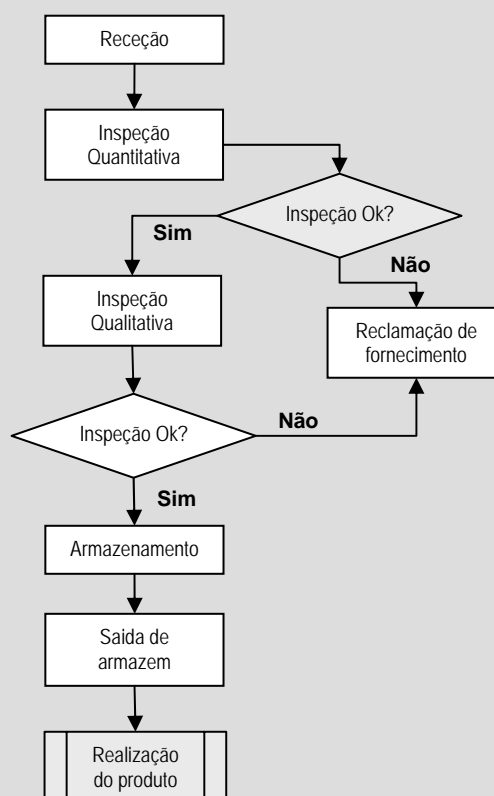 Receção
Inspeção
Quantitativa
Inspeção Ok?
Sim
Não
Inspeção
Qualitativa
Reclamação de
fornecimento
Inspeção Ok?
Não
Sim
Armazenamento
Saida de
armazem
Realização
do produto